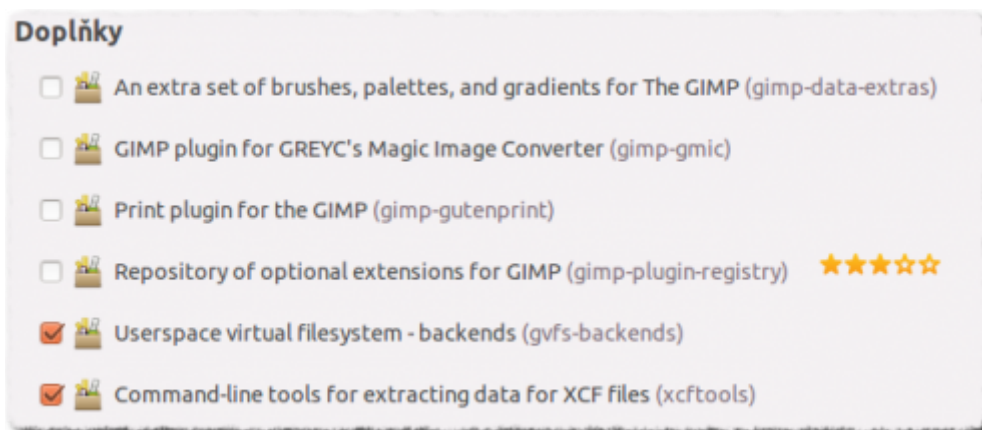 Doplňky
An extra set of brushes, palettes, and gradients for The GIMP (gimp-data-extras)
GIMP plugin for GREYC's Magic Image Converter (gimp-gmic)
Print plugin for the GIMP (gimp-gutenprint)
Repository of optional extensions for GIMP (gimp-plugin-registry)
Userspace virtual filesystem - backends (gvfs-backends)
Command-line tools for extracting data for XCF files (xcftools)